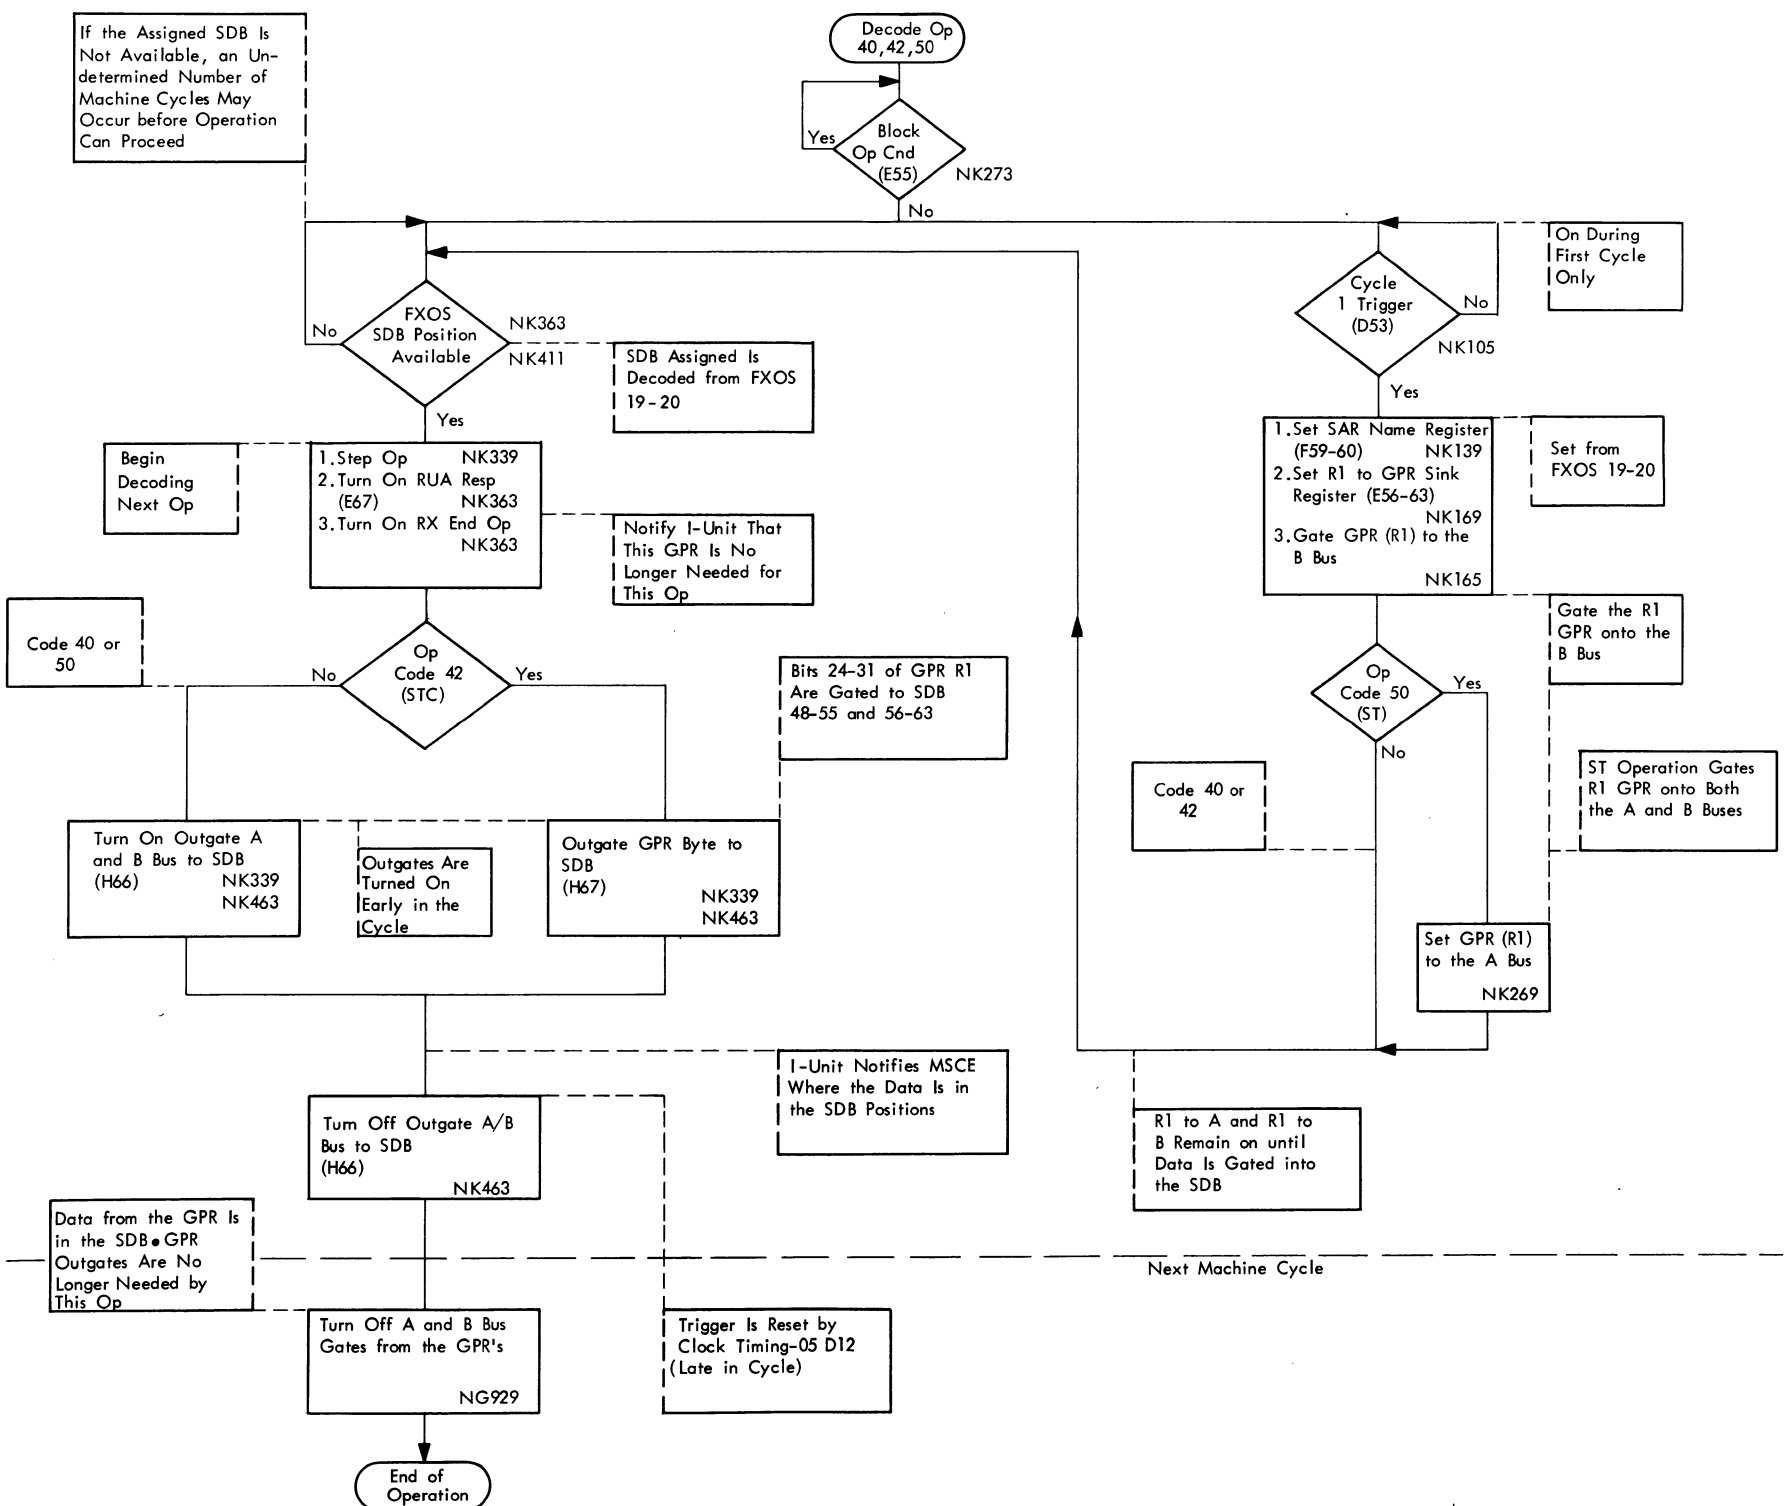 If the Assigned SDB Is
Not Available, an Un-
determined Number of
Machine Cycles May
Occur before Operation
Can Proceed
Decode Op
40,42,50
Yes
Block
Op Cnd
(E55)
NK273
No
On During
First Cycle
Only
Cycle
1 Trigger
(D53)
No
NK105
Yes
No
FXOS
SDB Position
Available
NK363
NK411
SDB Assigned Is
Decoded from FXOS
19-20
Yes
Begin
Decoding
Next Op
1.Step Op NK339
2.Turn On RUA Resp
(E67) NK363
3.Turn On RX End Op
NK363
Notify I-Unit That
This GPR Is No
Longer Needed for
This Op
1.Set SAR Name Register
(F59-60) NK139
2.Set R1 to GPR Sink
Register (E56-63)
NK169
3.Gate GPR (R1) to the
B Bus
NK165
Set from
FXOS 19-20
Gate the R1
GPR onto the
B Bus
Code 40 or
50
No
Op
Code 42
(STC)
Yes
Bits 24-31 of GPR R1
Are Gated to SDB
48-55 and 56-63
Op
Code 50
(ST)
Yes
No
Code 40 or
42
ST Operation Gates
R1 GPR onto Both
the A and B Buses
Turn On Outgate A
and B Bus to SDB
(H66) NK339
NK463
Outgates Are
Turned On
Early in the
Cycle
Outgate GPR Byte to
SDB
(H67)
NK339
NK463
Set GPR (R1)
to the A Bus
NK269
I-Unit Notifies MSCE
Where the Data Is in
the SDB Positions
Turn Off Outgate A/B
Bus to SDB
(H66)
NK463
R1 to A and R1 to
B Remain on until
Data Is Gated into
the SDB
Data from the GPR Is
in the SDB•GPR
Outgates Are No
Longer Needed by
This Op
Next Machine Cycle
Turn Off A and B Bus
Gates from the GPR's
NG929
Trigger Is Reset by
Clock Timing-05 D12
(Late in Cycle)
End of
Operation